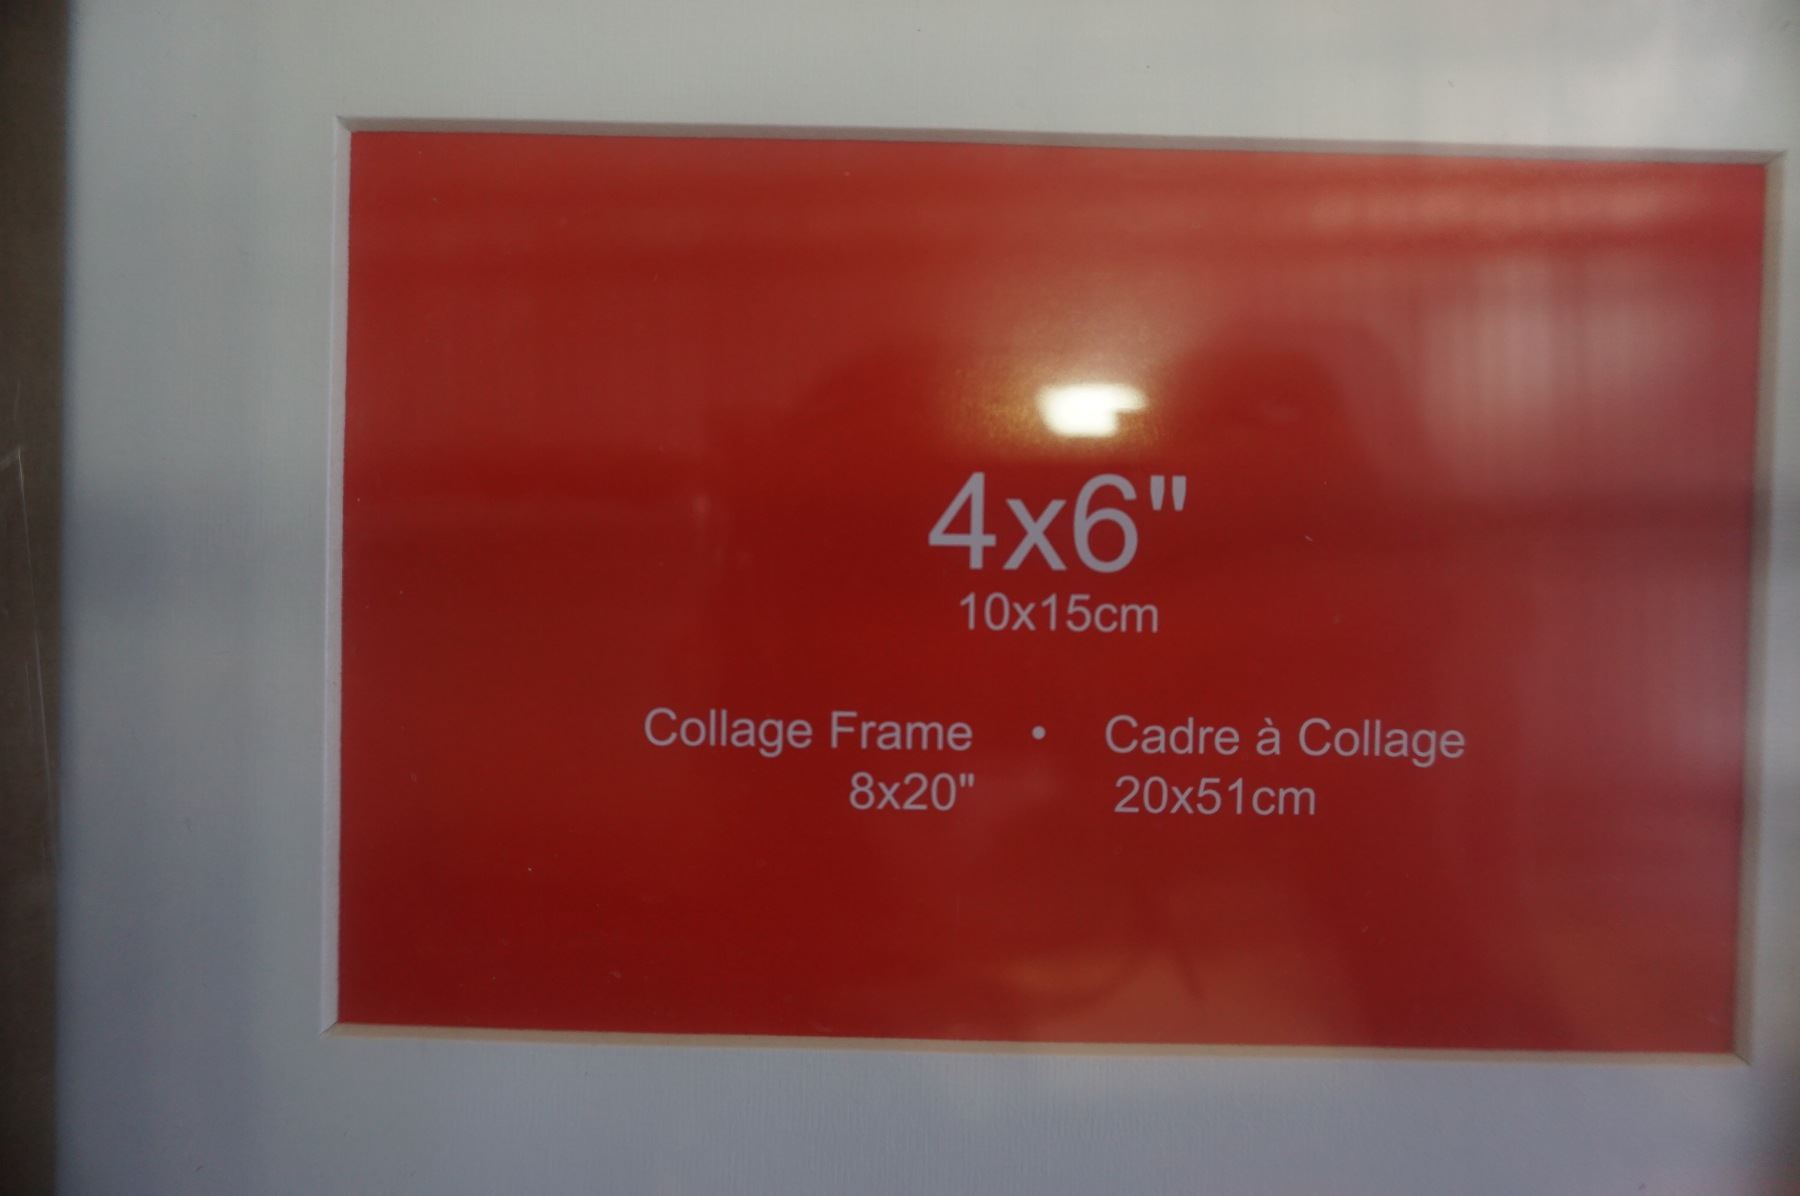 4x6"
10x15cm
Collage Frame • Cadre à Collage
8x20" 20x51cm